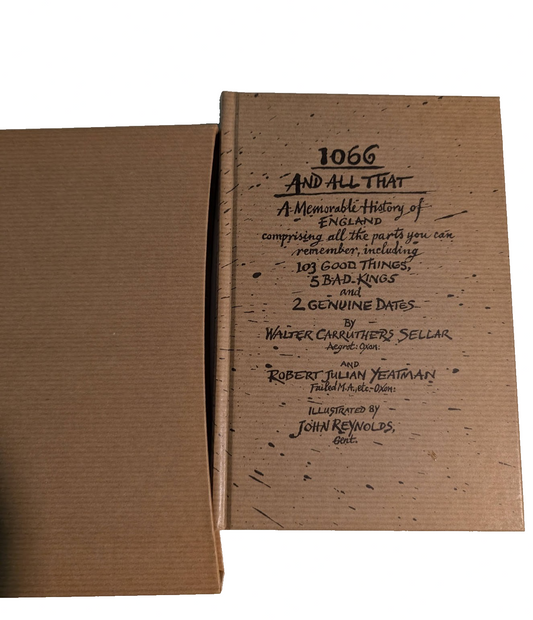 1066
AND ALL THAT
A Memorable History of
ENGLAND
comprising all the parts you can
remember, including
103 GOOD THINGS,
5 BAD KINGS
and
2 GENUINE DATES
BY
WALTER CARRUTHERS SELLAR
Aegrot: Oxon:
AND
ROBERT JULIAN YEATMAN
Failed M.A., etc. Oxon:
ILLUSTRATED BY
JOHN REYNOLDS,
Gent.